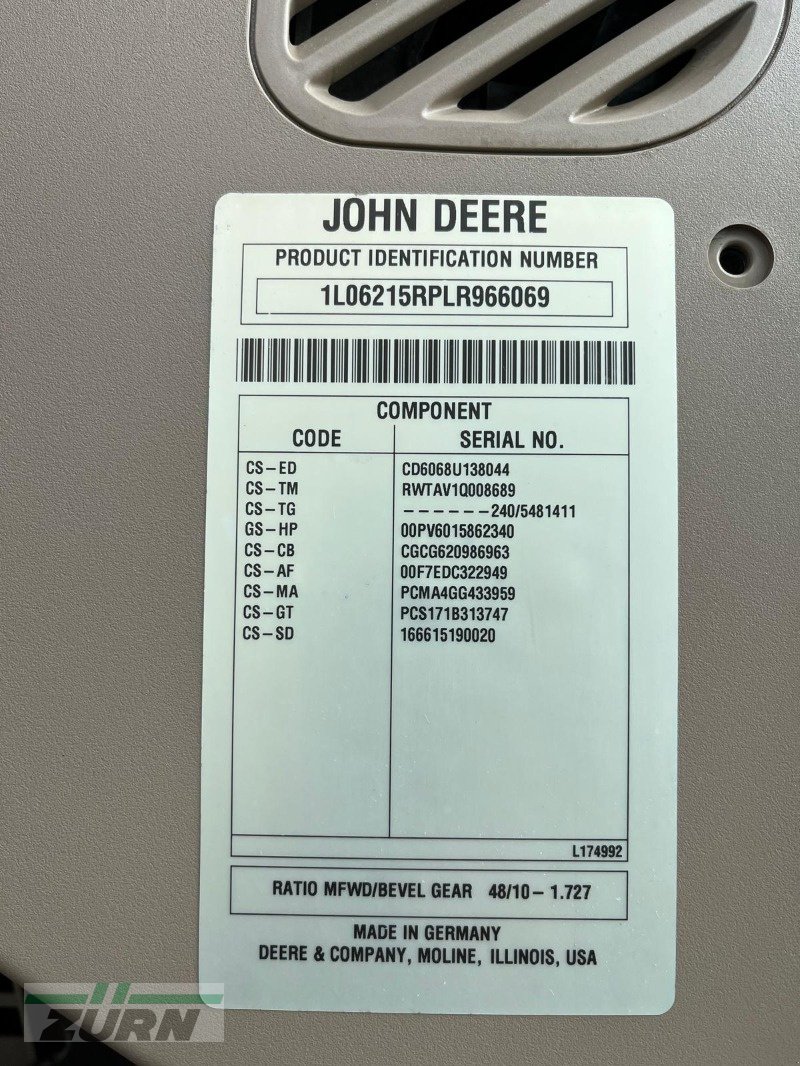 JOHN DEERE
PRODUCT IDENTIFICATION NUMBER
1L06215RPLR966069
COMPONENT
CODE SERIAL NO.
CS-ED CD6068U138044
CS-TM RWTAV1Q008689
CS-TG ------240/5481411
GS-HP 00PV6015862340
CS-CB CGCG620986963
CS-AF 00F7EDC322949
CS-MA PCMA4GG433959
CS-GT PCS171B313747
CS-SD 166615190020
L174992
RATIO MFWD/BEVEL GEAR 48/10-1.727
MADE IN GERMANY
DEERE & COMPANY, MOLINE, ILLINOIS, USA
ZÜRN